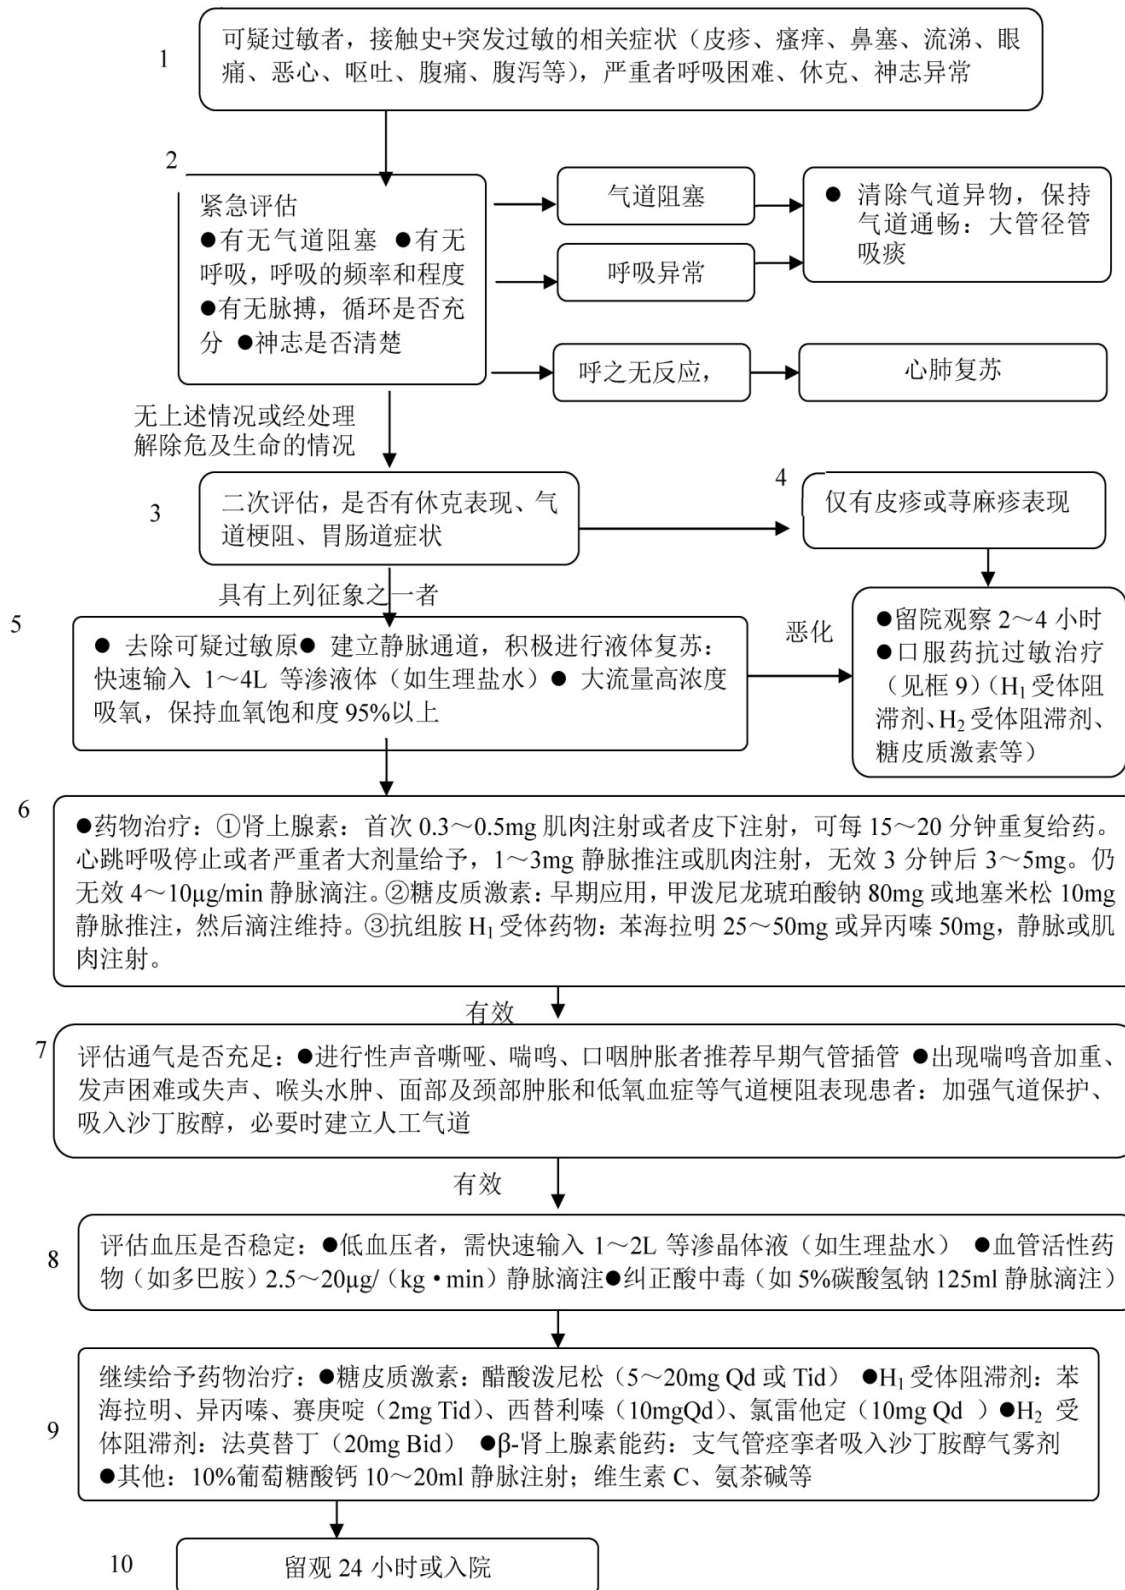 1
可疑过敏者，接触史+突发过敏的相关症状（皮疹、瘙痒、鼻塞、流涕、眼
痛、恶心、呕吐、腹痛、腹泻等），严重者呼吸困难、休克、神志异常
2
紧急评估
●有无气道阻塞 ●有无
呼吸，呼吸的频率和程度
●有无脉搏，循环是否充
分 ●神志是否清楚
气道阻塞
呼吸异常
● 清除气道异物，保持
气道通畅：大管径管
吸痰
呼之无反应，
心肺复苏
无上述情况或经处理
解除危及生命的情况
3
二次评估，是否有休克表现、气
道梗阻、胃肠道症状
4
仅有皮疹或荨麻疹表现
具有上列征象之一者
5
● 去除可疑过敏原● 建立静脉通道，积极进行液体复苏：
快速输入 1～4L 等渗液体（如生理盐水）● 大流量高浓度
吸氧，保持血氧饱和度 95%以上
恶化
●留院观察 2～4 小时
●口服药抗过敏治疗
（见框 9）（H₁ 受体阻
滞剂、H₂ 受体阻滞剂、
糖皮质激素等）
6
●药物治疗：①肾上腺素：首次 0.3～0.5mg 肌肉注射或者皮下注射，可每 15～20 分钟重复给药。
心跳呼吸停止或者严重者大剂量给予，1～3mg 静脉推注或肌肉注射，无效 3 分钟后 3～5mg。仍
无效 4～10μg/min 静脉滴注。②糖皮质激素：早期应用，甲泼尼龙琥珀酸钠 80mg 或地塞米松 10mg
静脉推注，然后滴注维持。③抗组胺 H₁ 受体药物：苯海拉明 25～50mg 或异丙嗪 50mg，静脉或肌
肉注射。
有效
7
评估通气是否充足：●进行性声音嘶哑、喘鸣、口咽肿胀者推荐早期气管插管 ●出现喘鸣音加重、
发声困难或失声、喉头水肿、面部及颈部肿胀和低氧血症等气道梗阻表现患者：加强气道保护、
吸入沙丁胺醇，必要时建立人工气道
有效
8
评估血压是否稳定：●低血压者，需快速输入 1～2L 等渗晶体液（如生理盐水） ●血管活性药
物（如多巴胺）2.5～20μg/（kg·min）静脉滴注●纠正酸中毒（如 5%碳酸氢钠 125ml 静脉滴注）
9
继续给予药物治疗：●糖皮质激素：醋酸泼尼松（5～20mg Qd 或 Tid） ●H₁ 受体阻滞剂：苯
海拉明、异丙嗪、赛庚啶（2mg Tid）、西替利嗪（10mgQd）、氯雷他定（10mg Qd ）●H₂ 受
体阻滞剂：法莫替丁（20mg Bid） ●β-肾上腺素能药：支气管痉挛者吸入沙丁胺醇气雾剂
●其他：10%葡萄糖酸钙 10～20ml 静脉注射；维生素 C、氨茶碱等
10
留观 24 小时或入院